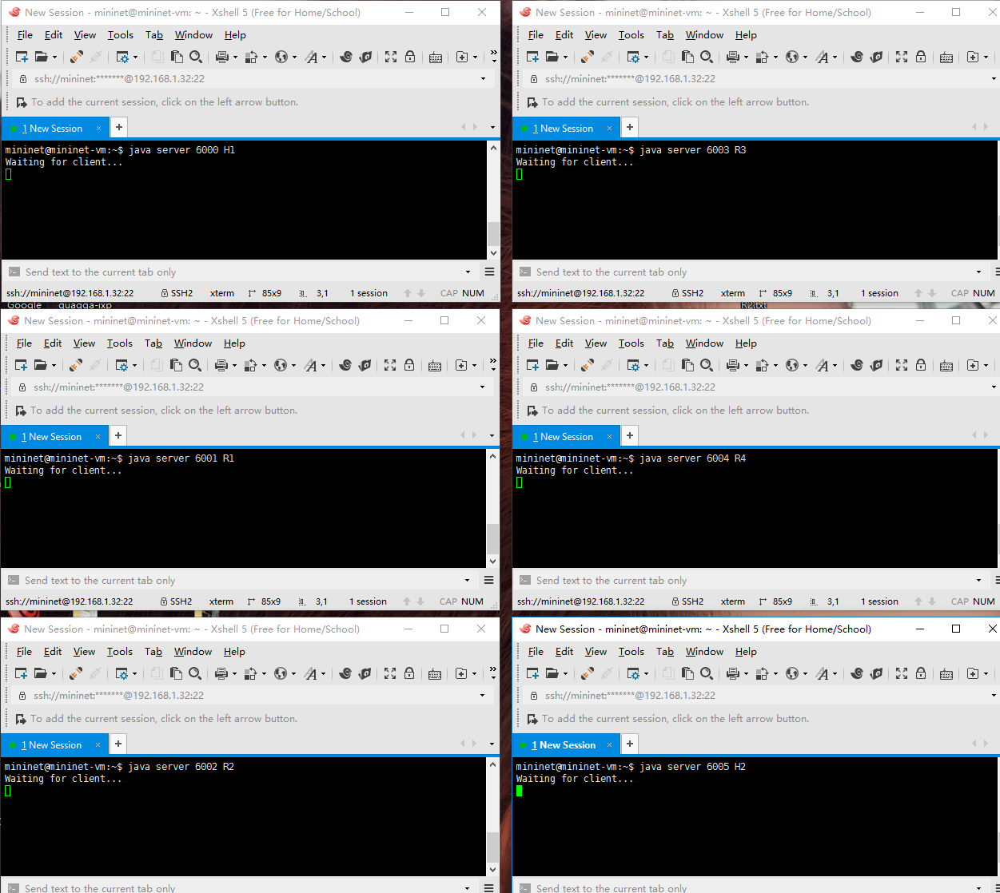 New Session - mininet@mininet-vm: ~ - Xshell 5 (Free for Home/School)
File Edit View Tools Tab Window Help
ssh://mininet:*******@192.168.1.32:22
To add the current session, click on the left arrow button.
1 New Session
mininet@mininet-vm:~$ java server 6000 H1
Waiting for client...
Send text to the current tab only
ssh://mininet@192.168.1.32:22 SSH2 xterm 85x9 3,1 1 session CAP NUM
New Session - mininet@mininet-vm: ~ - Xshell 5 (Free for Home/School)
File Edit View Tools Tab Window Help
ssh://mininet:*******@192.168.1.32:22
To add the current session, click on the left arrow button.
1 New Session
mininet@mininet-vm:~$ java server 6003 R3
Waiting for client...
Send text to the current tab only
ssh://mininet@192.168.1.32:22 SSH2 xterm 85x9 3,1 1 session CAP NUM
Google quagga-ixp
R2.txt
New Session - mininet@mininet-vm: ~ - Xshell 5 (Free for Home/School)
File Edit View Tools Tab Window Help
ssh://mininet:*******@192.168.1.32:22
To add the current session, click on the left arrow button.
1 New Session
mininet@mininet-vm:~$ java server 6001 R1
Waiting for client...
Send text to the current tab only
ssh://mininet@192.168.1.32:22 SSH2 xterm 85x9 3,1 1 session CAP NUM
New Session - mininet@mininet-vm: ~ - Xshell 5 (Free for Home/School)
File Edit View Tools Tab Window Help
ssh://mininet:*******@192.168.1.32:22
To add the current session, click on the left arrow button.
1 New Session
mininet@mininet-vm:~$ java server 6004 R4
Waiting for client...
Send text to the current tab only
ssh://mininet@192.168.1.32:22 SSH2 xterm 85x9 3,1 1 session CAP NUM
New Session - mininet@mininet-vm: ~ - Xshell 5 (Free for Home/School)
File Edit View Tools Tab Window Help
ssh://mininet:*******@192.168.1.32:22
To add the current session, click on the left arrow button.
1 New Session
mininet@mininet-vm:~$ java server 6002 R2
Waiting for client...
Send text to the current tab only
New Session - mininet@mininet-vm: ~ - Xshell 5 (Free for Home/School)
File Edit View Tools Tab Window Help
ssh://mininet:*******@192.168.1.32:22
To add the current session, click on the left arrow button.
1 New Session
mininet@mininet-vm:~$ java server 6005 H2
Waiting for client...
Send text to the current tab only